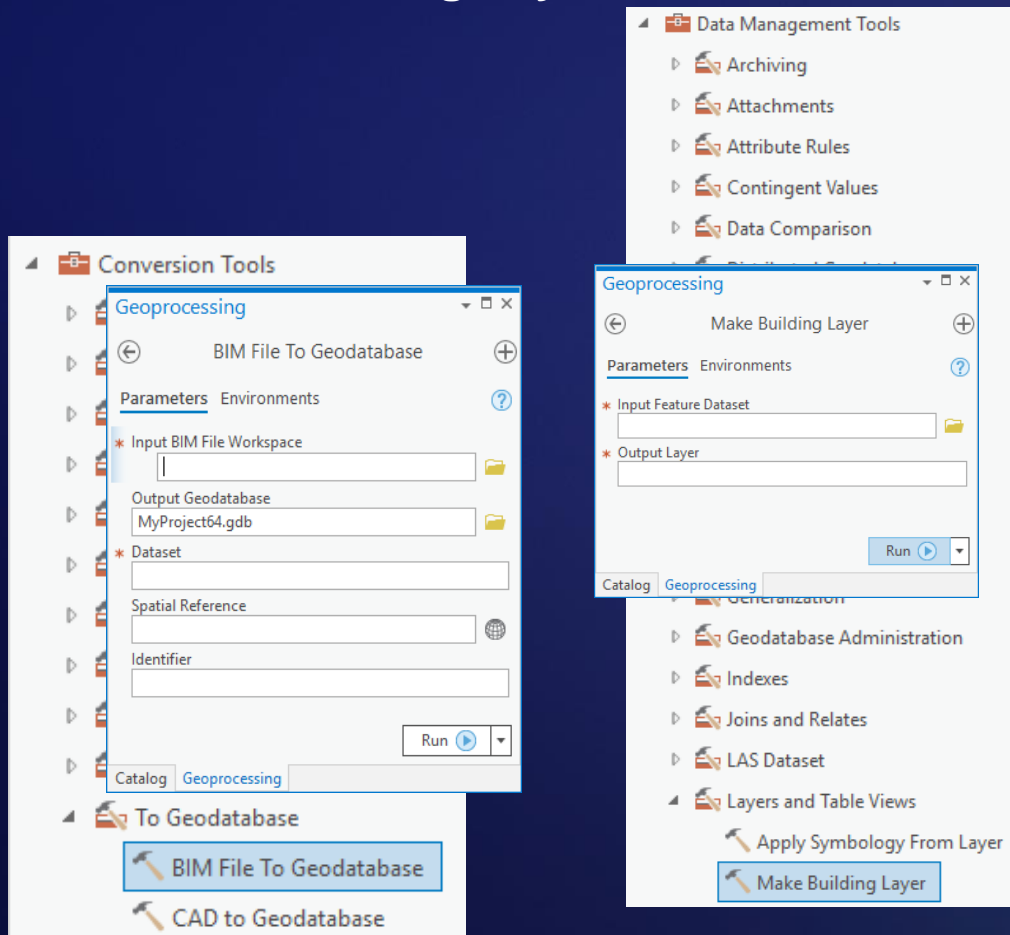 Data Management Tools
Archiving
Attachments
Attribute Rules
Contingent Values
Data Comparison
Conversion Tools
Geoprocessing
BIM File To Geodatabase
Parameters Environments
* Input BIM File Workspace
Output Geodatabase
MyProject64.gdb
* Dataset
Spatial Reference
Identifier
Run
Catalog Geoprocessing
To Geodatabase
BIM File To Geodatabase
CAD to Geodatabase
Geoprocessing
Make Building Layer
Parameters Environments
* Input Feature Dataset
* Output Layer
Run
Catalog Geoprocessing
Generalization
Geodatabase Administration
Indexes
Joins and Relates
LAS Dataset
Layers and Table Views
Apply Symbology From Layer
Make Building Layer